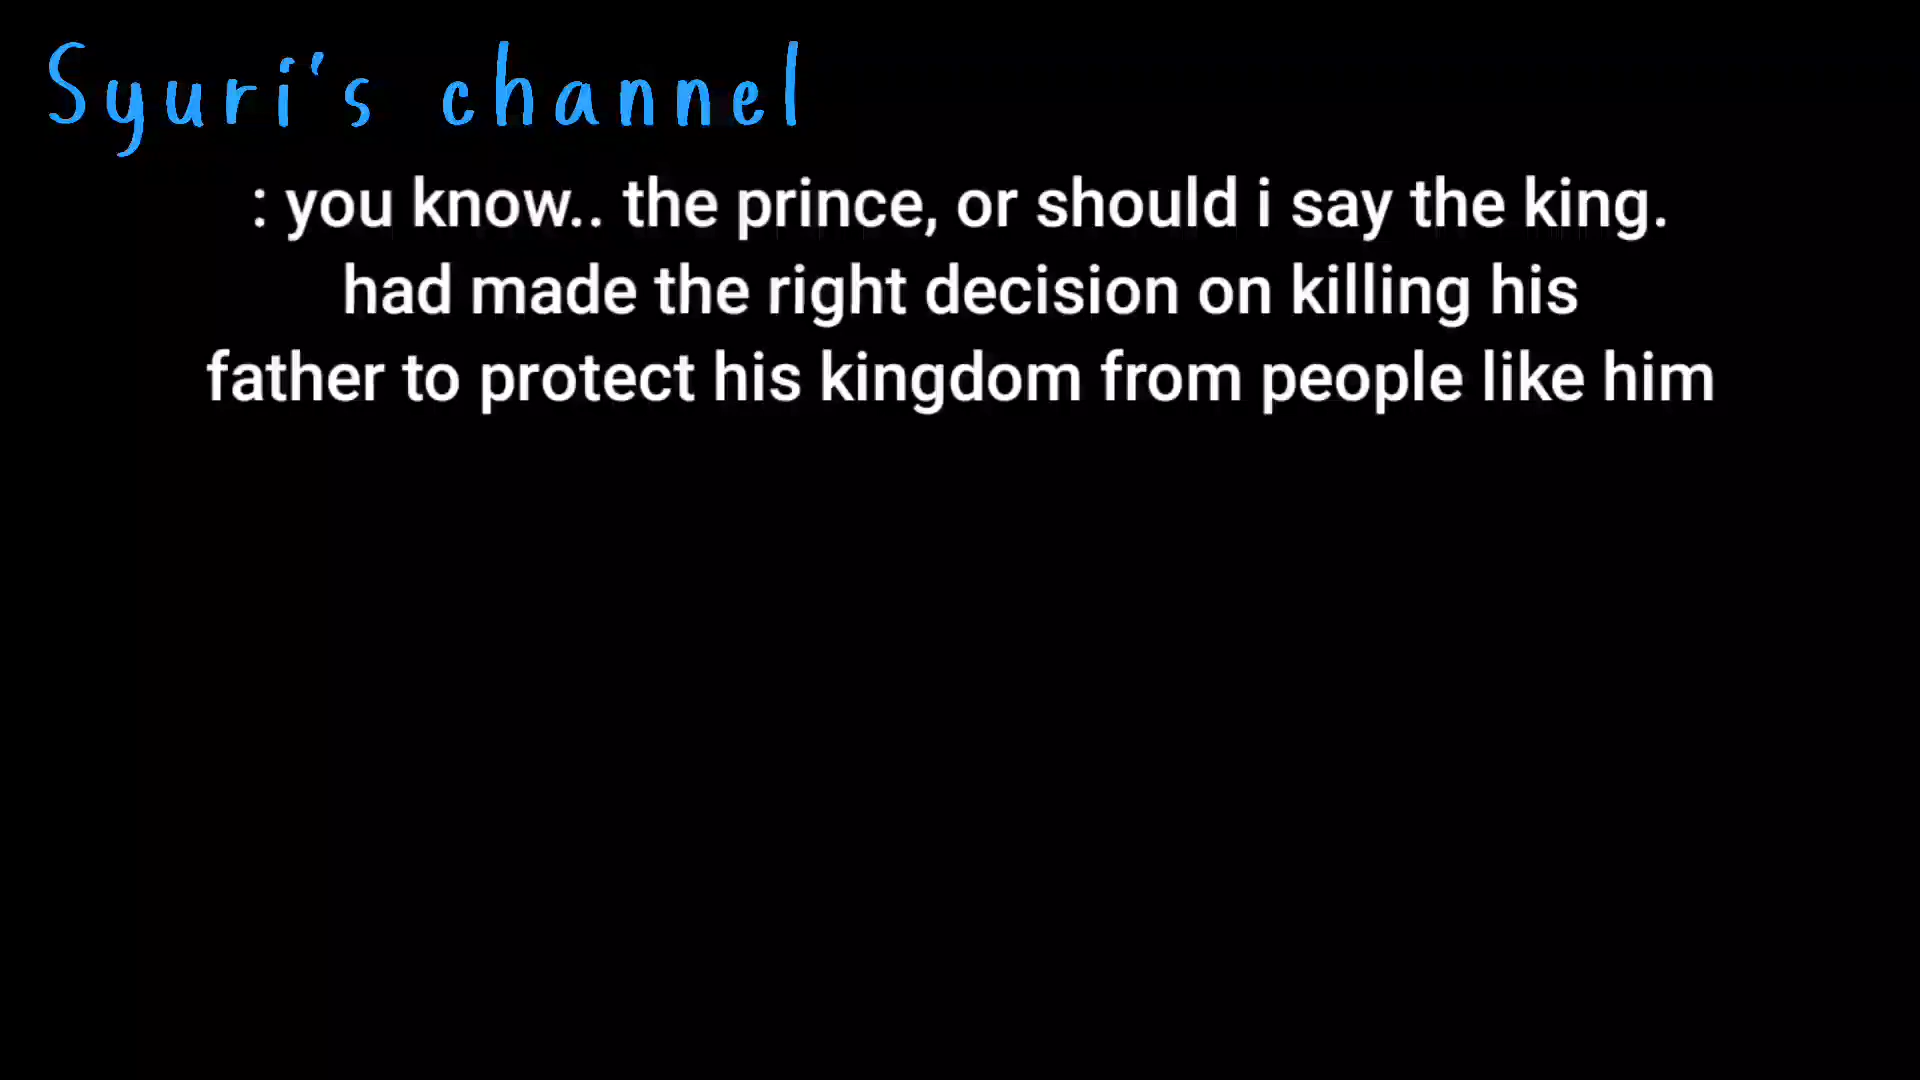 Syuri's channel
: you know.. the prince, or should i say the king.
had made the right decision on killing his
father to protect his kingdom from people like him